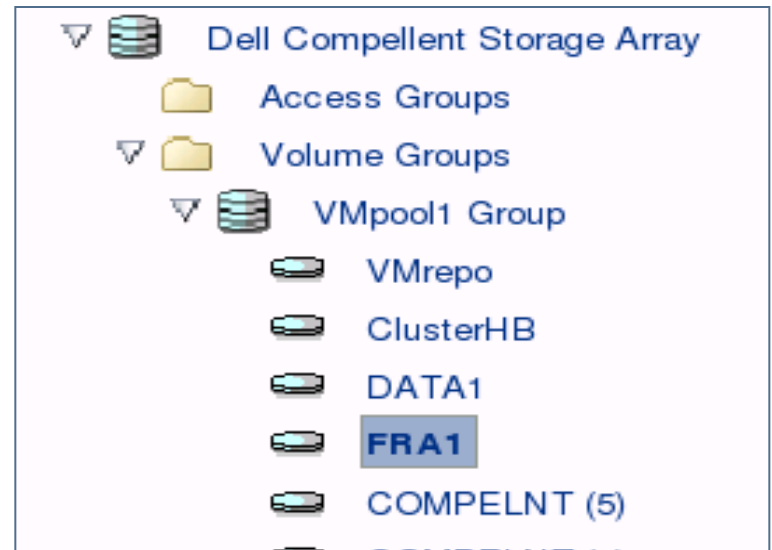 Dell Compellent Storage Array
Access Groups
Volume Groups
VMpool1 Group
VMrepo
ClusterHB
DATA1
FRA1
COMPELNT (5)